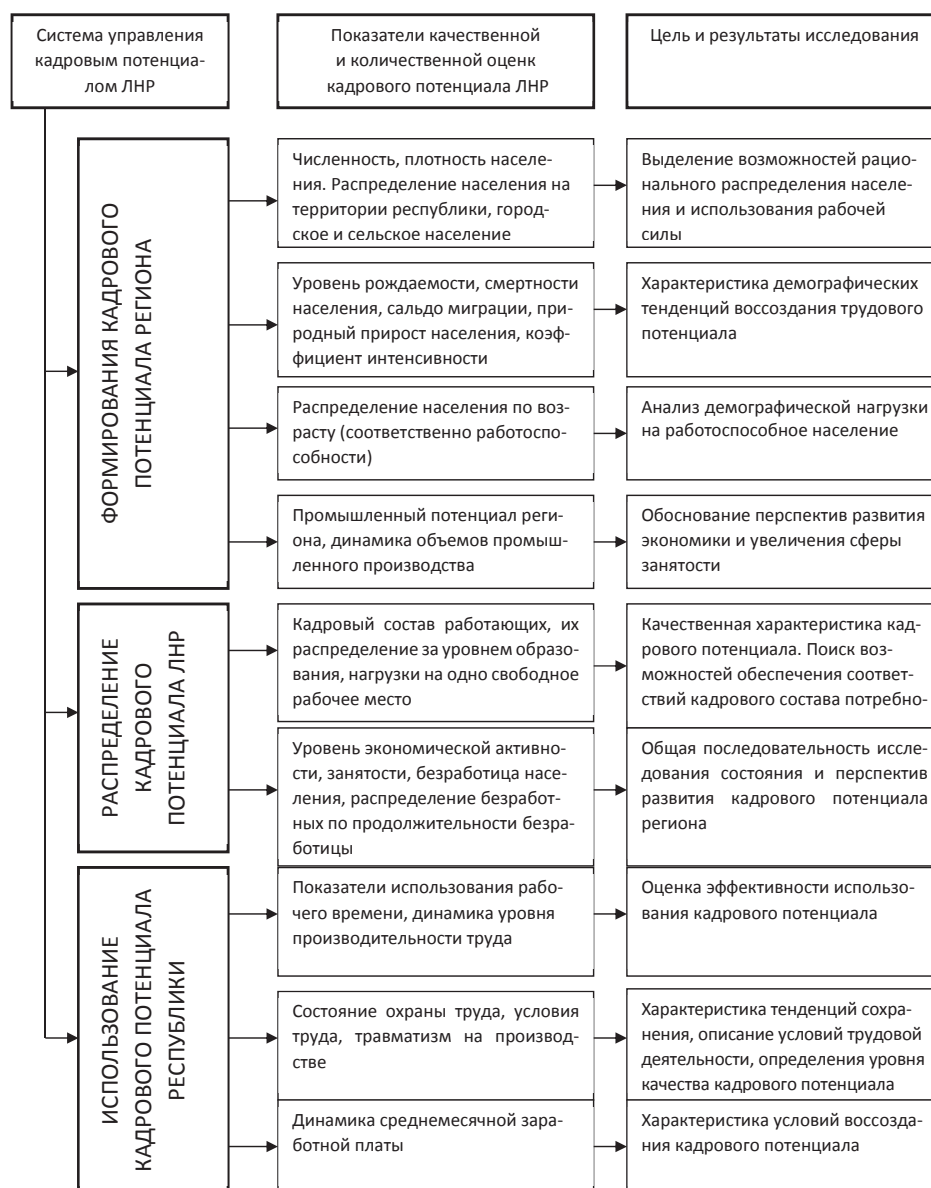 Система управления
кадровым потенциа-
лом ЛНР
Показатели качественной
и количественной оценк
кадрового потенциала ЛНР
Цель и результаты исследования
ФОРМИРОВАНИЯ КАДРОВОГО
ПОТЕНЦИАЛА РЕГИОНА
Численность, плотность населе-
ния. Распределение населения на
территории республики, город-
ское и сельское население
Выделение возможностей рацио-
нального распределения населе-
ния и использования рабочей
силы
Уровень рождаемости, смертности
населения, сальдо миграции, при-
родный прирост населения, коэф-
фициент интенсивности
Характеристика демографических
тенденций воссоздания трудового
потенциала
Распределение населения по воз-
расту (соответственно работоспо-
собности)
Анализ демографической нагрузки
на работоспособное население
Промышленный потенциал реги-
она, динамика объемов промыш-
ленного производства
Обоснование перспектив развития
экономики и увеличения сферы
занятости
РАСПРЕДЕЛЕНИЕ
КАДРОВОГО
ПОТЕНЦИАЛА ЛНР
Кадровый состав работающих, их
распределение за уровнем образо-
вания, нагрузки на одно свободное
рабочее место
Качественная характеристика кад-
рового потенциала. Поиск воз-
можностей обеспечения соответ-
ствий кадрового состава потребно-
Уровень экономической активно-
сти, занятости, безработица насе-
ления, распределение безработ-
ных по продолжительности безра-
ботицы
Общая последовательность иссле-
дования состояния и перспектив
развития кадрового потенциала
региона
ИСПОЛЬЗОВАНИЕ
КАДРОВОГО ПОТЕНЦИАЛА
РЕСПУБЛИКИ
Показатели использования рабо-
чего времени, динамика уровня
производительности труда
Оценка эффективности использо-
вания кадрового потенциала
Состояние охраны труда, условия
труда, травматизм на производ-
стве
Характеристика тенденций сохра-
нения, описание условий трудовой
деятельности, определения уровня
качества кадрового потенциала
Динамика среднемесячной зара-
ботной платы
Характеристика условий воссозда-
ния кадрового потенциала